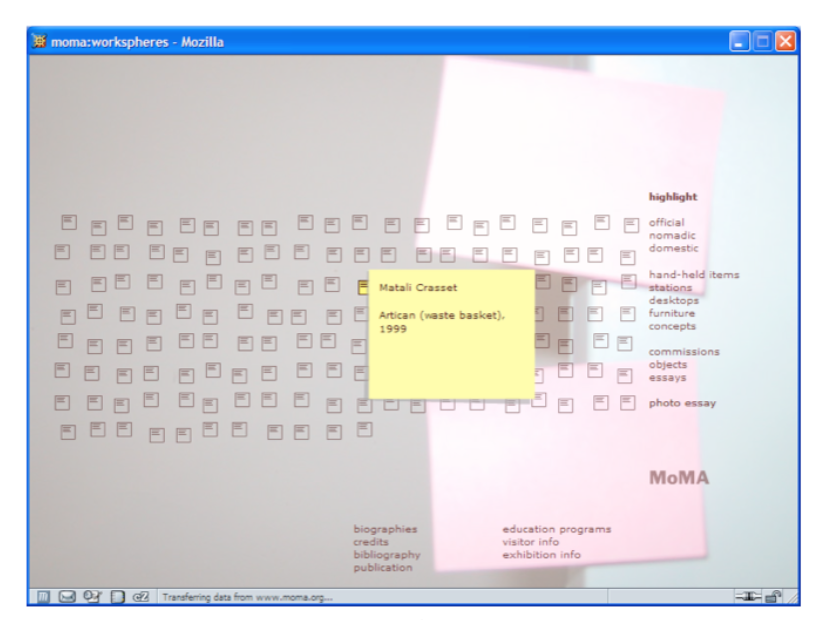 moma:workspheres - Mozilla
highlight
official
nomadic
domestic
hand-held items
stations
desktops
furniture
concepts
commissions
objects
essays
photo essay
Matali Crasset
Artican (waste basket),
1999
MoMA
biographies
credits
bibliography
publication
education programs
visitor info
exhibition info
Transferring data from www.moma.org...